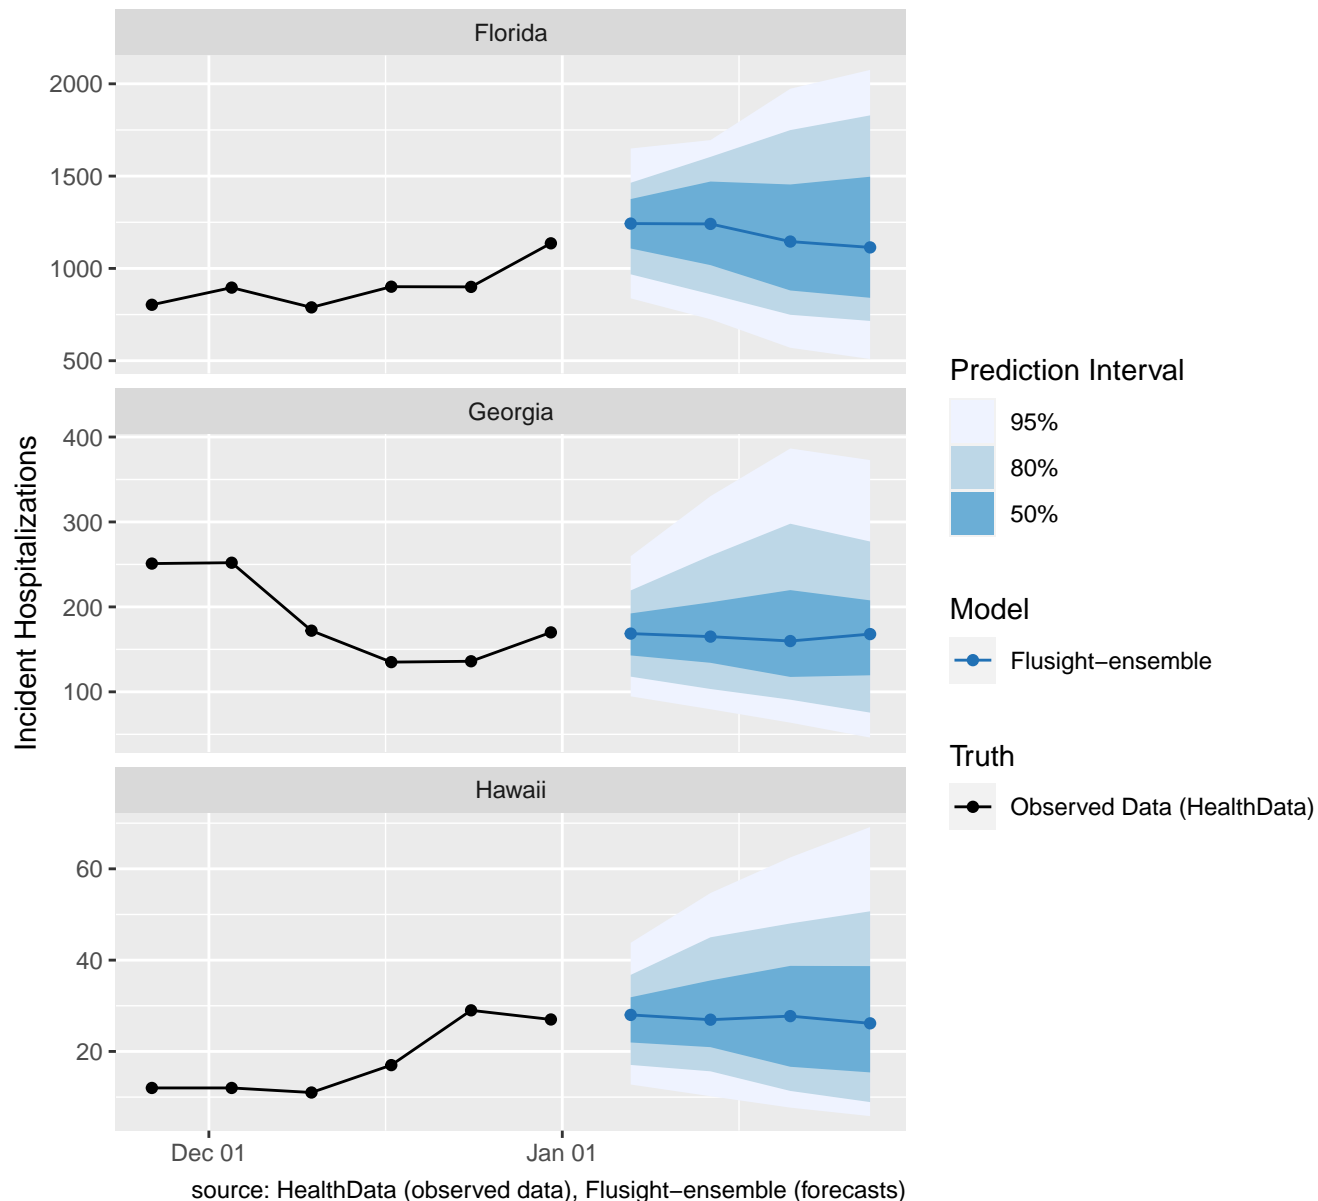 Florida
2000
1500
1000
500
Georgia
400
300
200
100
Hawaii
60
40
20
Dec 01
Jan 01
Incident Hospitalizations
source: HealthData (observed data), Flusight−ensemble (forecasts)
Prediction Interval
95%
80%
50%
Model
Flusight−ensemble
Truth
Observed Data (HealthData)